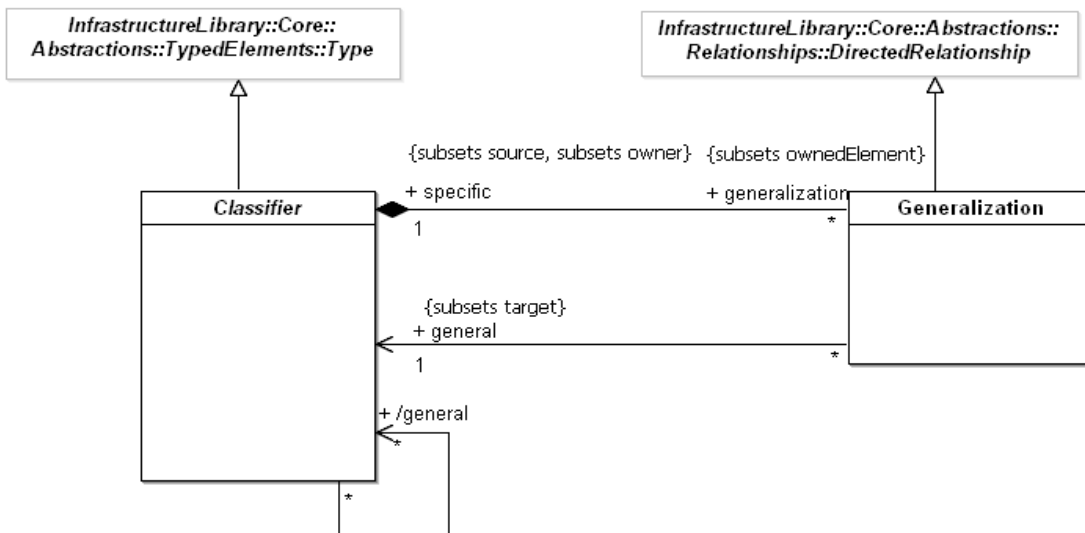 InfrastructureLibrary::Core::
Abstractions::TypedElements::Type
InfrastructureLibrary::Core::Abstractions::
Relationships::DirectedRelationship
{subsets source, subsets owner} {subsets ownedElement}
+ specific + generalization
Classifier
Generalization
1 *
{subsets target}
+ general
1 *
+ /general
*
*